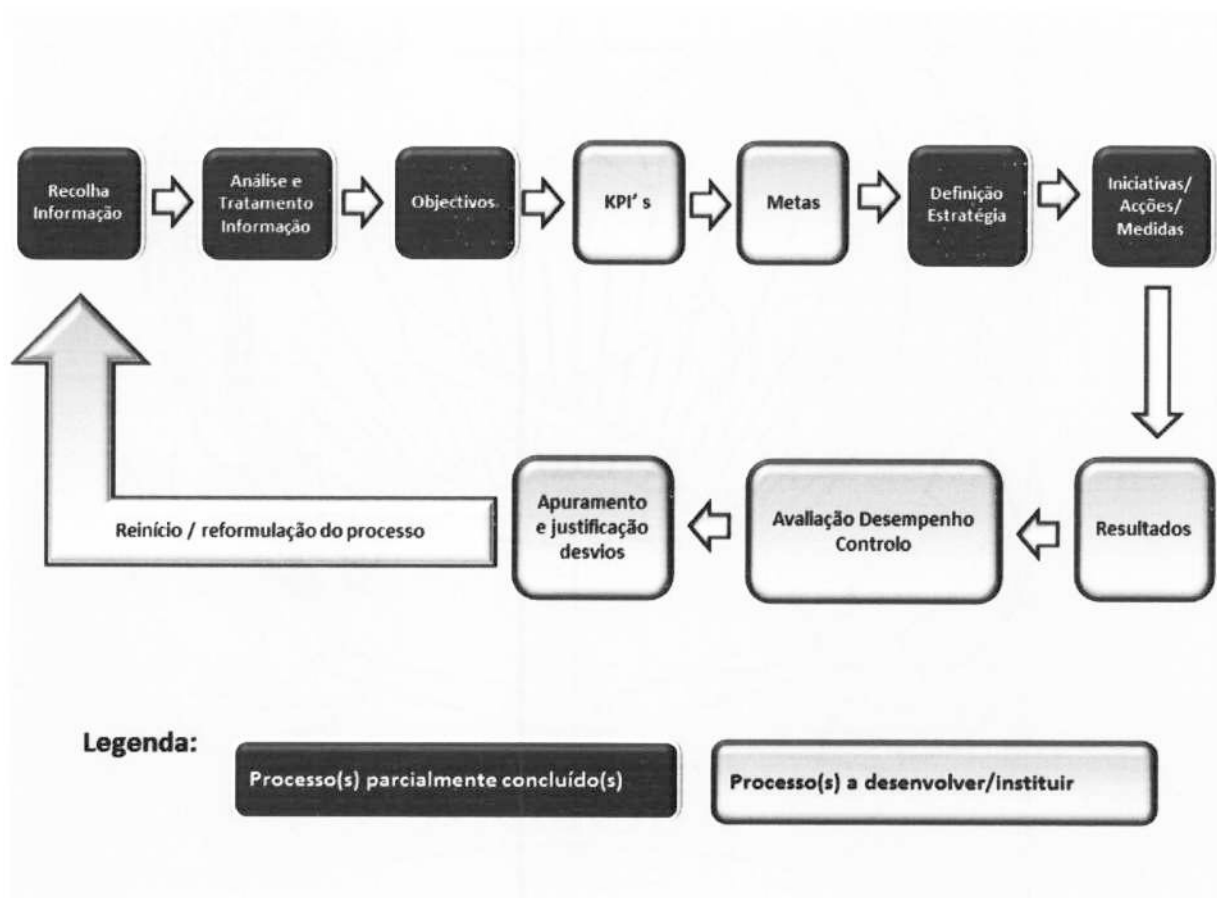 Recolha
Informação
Análise e
Tratamento
Informação
Objectivos
KPI' s
Metas
Definição
Estratégia
Iniciativas/
Acções/
Medidas
Resultados
Avaliação Desempenho
Controlo
Apuramento
e justificação
desvios
Reinício / reformulação do processo
Legenda:
Processo(s) parcialmente concluído(s)
Processo(s) a desenvolver/instituir